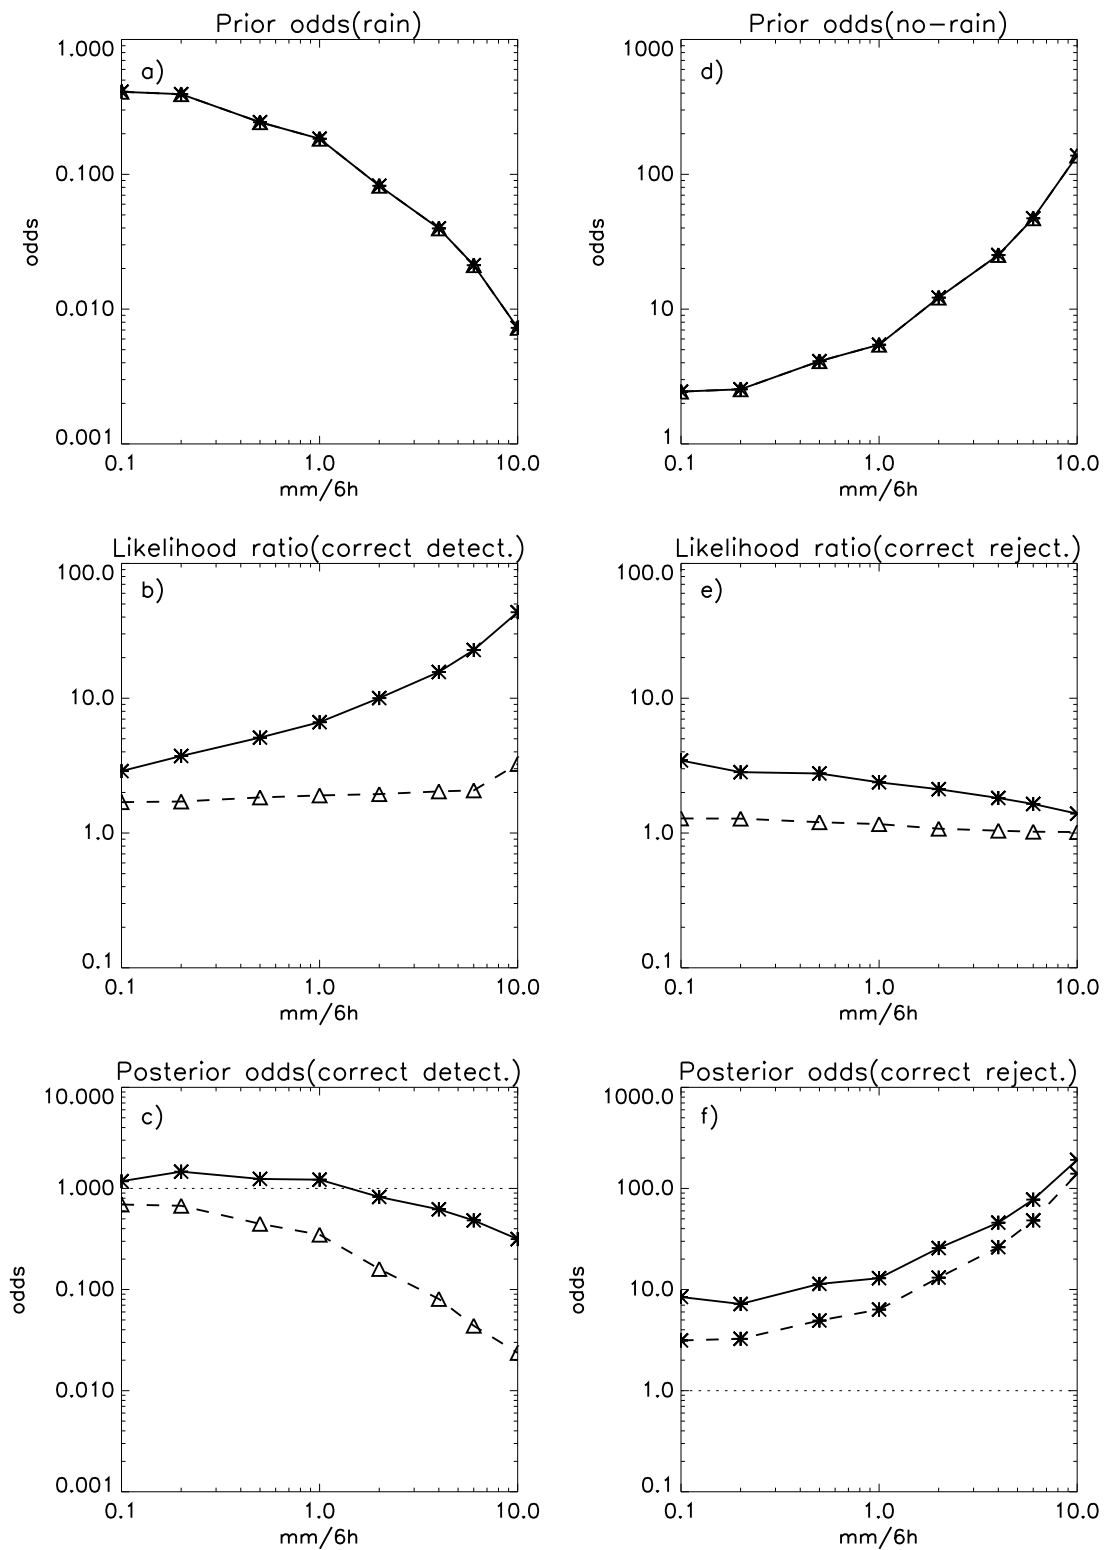 Prior odds(rain)
1.000
a)
0.100
odds
0.010
0.001
0.1 1.0 10.0
mm/6h
Prior odds(no-rain)
1000
d)
100
odds
10
1
0.1 1.0 10.0
mm/6h
Likelihood ratio(correct detect.)
100.0
b)
10.0
1.0
0.1
0.1 1.0 10.0
mm/6h
Likelihood ratio(correct reject.)
100.0
e)
10.0
1.0
0.1
0.1 1.0 10.0
mm/6h
Posterior odds(correct detect.)
10.000
c)
1.000
odds
0.100
0.010
0.001
0.1 1.0 10.0
mm/6h
Posterior odds(correct reject.)
1000.0
f)
100.0
odds
10.0
1.0
0.1
0.1 1.0 10.0
mm/6h